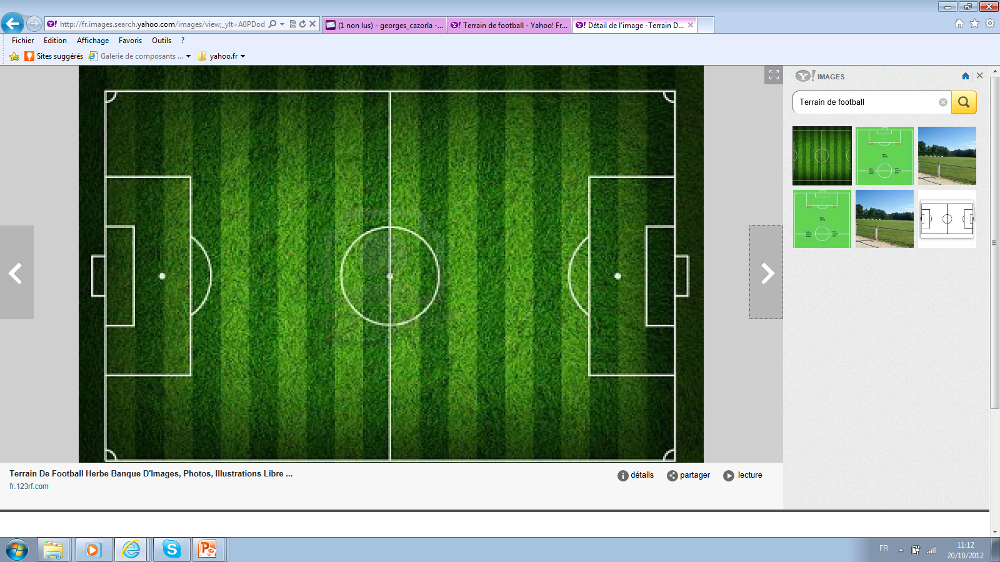 http://fr.images.search.yahoo.com/images/view;_ylt=A0PDod
(1 non lus) - georges_cazorla -...
Terrain de football - Yahoo! Fr...
Détail de l'image -Terrain D...
Fichier Edition Affichage Favoris Outils ?
Sites suggérés Galerie de composants ... yahoo.fr
Y! IMAGES
Terrain de football
Terrain De Football Herbe Banque D'Images, Photos, Illustrations Libre ...
fr.123rf.com
détails partager lecture
FR
11:12
20/10/2012